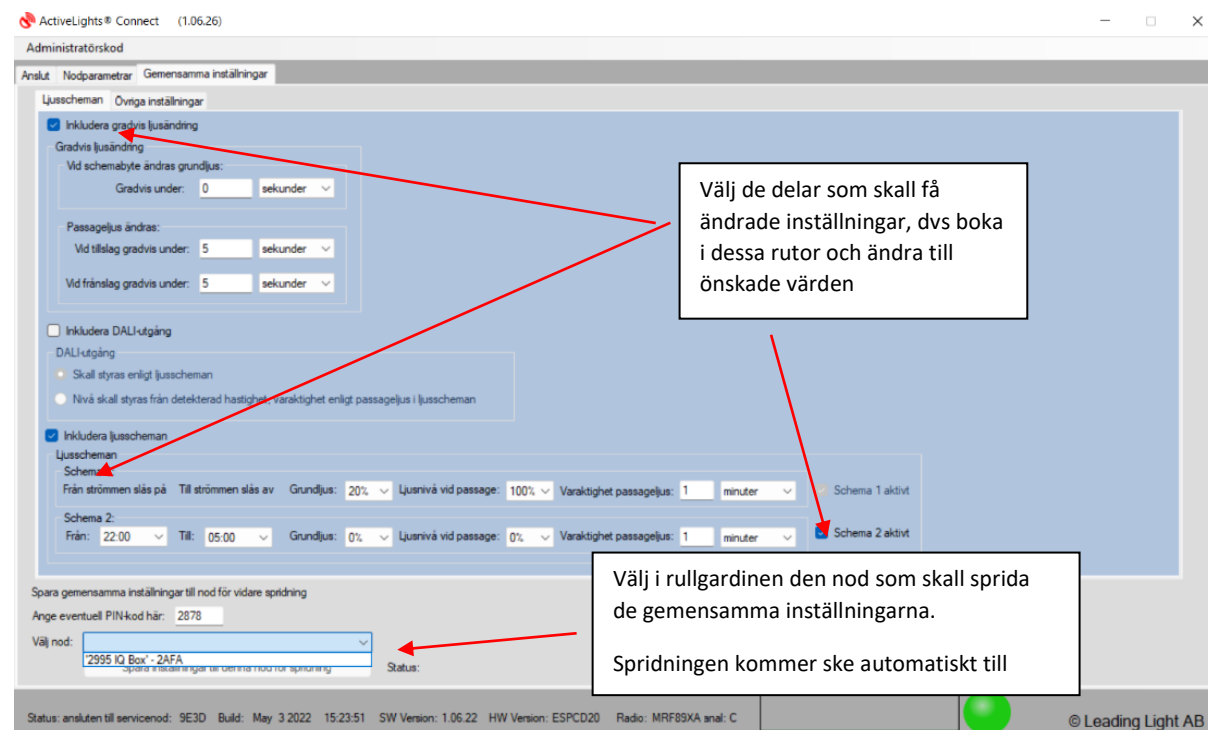 ActiveLights® Connect (1.06.26)
Administratörskod
Anslut Nodparametrar Gemensamma inställningar
Ljusscheman Övriga inställningar
Inkludera gradvis ljusändring
Gradvis ljusändring
Vid schemabyte ändras grundljus:
Gradvis under: 0 sekunder
Passageljus ändras:
Vid tillslag gradvis under: 5 sekunder
Vid frånslag gradvis under: 5 sekunder
Välj de delar som skall få
ändrade inställningar, dvs boka
i dessa rutor och ändra till
önskade värden
Inkludera DALI-utgång
DALI-utgång
Skall styras enligt ljusscheman
Nivå skall styras från detekterad hastighet, varaktighet enligt passageljus i ljusscheman
Inkludera ljusscheman
Ljusscheman
Schema
Från strömmen slås på Till strömmen slås av Grundljus: 20% Ljusnivå vid passage: 100% Varaktighet passageljus: 1 minuter Schema 1 aktivt
Schema 2:
Från: 22:00 Till: 05:00 Grundljus: 0% Ljusnivå vid passage: 0% Varaktighet passageljus: 1 minuter Schema 2 aktivt
Välj i rullgardinen den nod som skall sprida
de gemensamma inställningarna.
Spridningen kommer ske automatiskt till
Spara gemensamma inställningar till nod för vidare spridning
Ange eventuell PIN-kod här: 2878
Välj nod:
'2995 IQ Box' - 2AFA
Spara inställningar till denna nod för spridning Status:
Status: ansluten till servicenod: 9E3D Build: May 3 2022 15:23:51 SW Version: 1.06.22 HW Version: ESPCD20 Radio: MRF89XA anal: C
© Leading Light AB